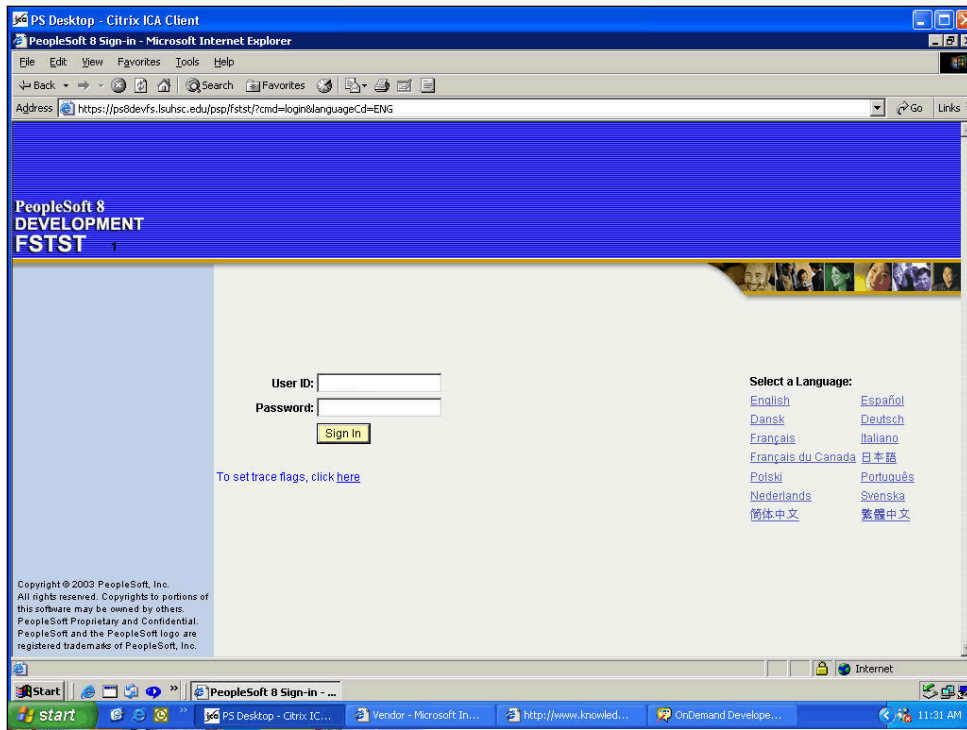 PS Desktop - Citrix ICA Client
PeopleSoft 8 Sign-in - Microsoft Internet Explorer
File Edit View Favorites Tools Help
Back Search Favorites
Address https://ps8devfs.lsuhsc.edu/psp/fstst/?cmd=login&languageCd=ENG Go Links
PeopleSoft 8
DEVELOPMENT
FSTST 1
User ID:
Password:
Sign In
To set trace flags, click here
Select a Language:
English Español
Dansk Deutsch
Français Italiano
Français du Canada 日本語
Polski Português
Nederlands Svenska
简体中文 繁體中文
Copyright © 2003 PeopleSoft, Inc.
All rights reserved. Copyrights to portions of
this software may be owned by others.
PeopleSoft Proprietary and Confidential.
PeopleSoft and the PeopleSoft logo are
registered trademarks of PeopleSoft, Inc.
Internet
Start » PeopleSoft 8 Sign-in - ...
start » PS Desktop - Citrix IC... Vendor - Microsoft In... http://www.knowled... OnDemand Develope... 11:31 AM